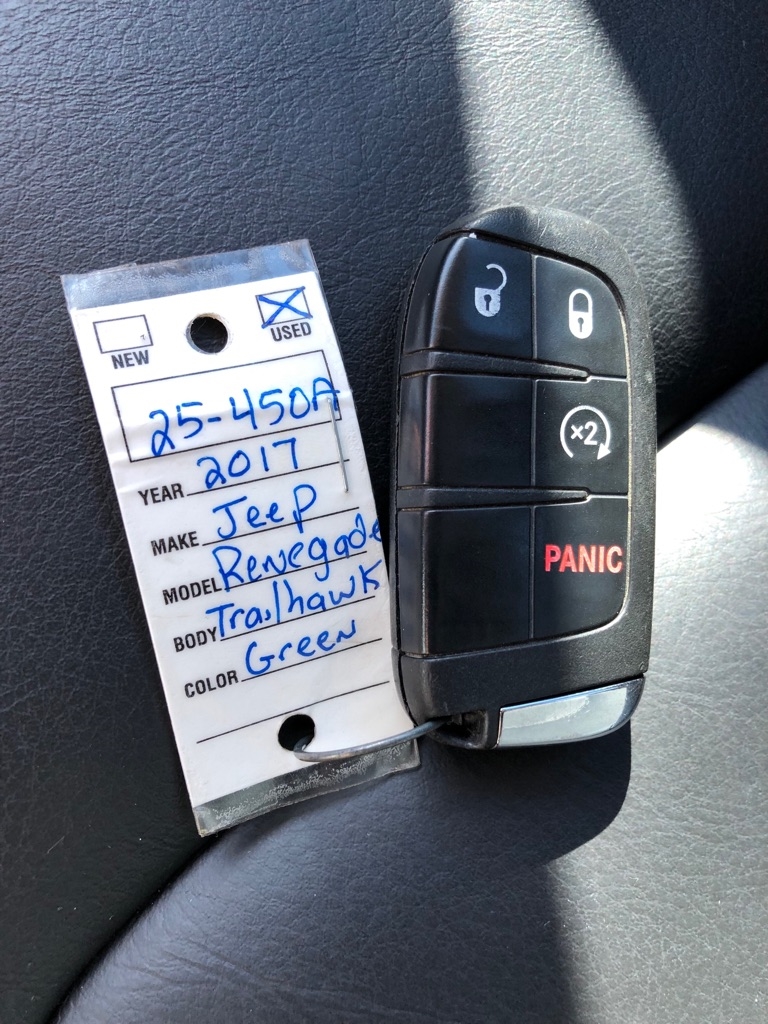 NEW
USED
25-450A
YEAR 2017
MAKE Jeep
MODEL Renegade
BODY Trailhawk
COLOR Green
×2
PANIC